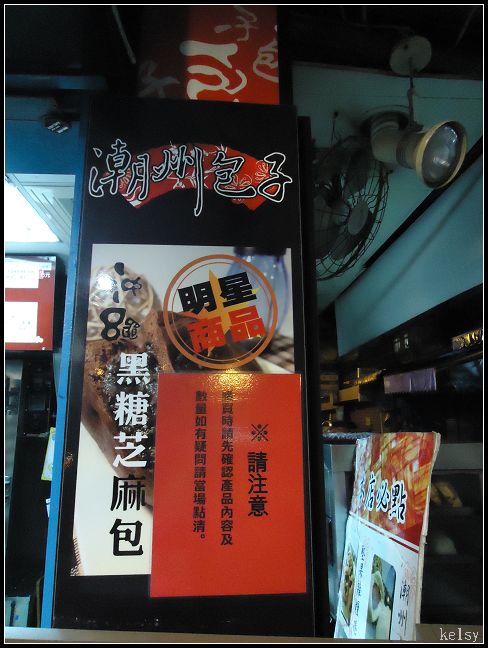 潮州包子
明星
商品
沖繩
黑糖芝麻包
※請注意
購買時請先確認產品內容及
數量如有疑問請當場點清。
本店必點
潮州
kelsy